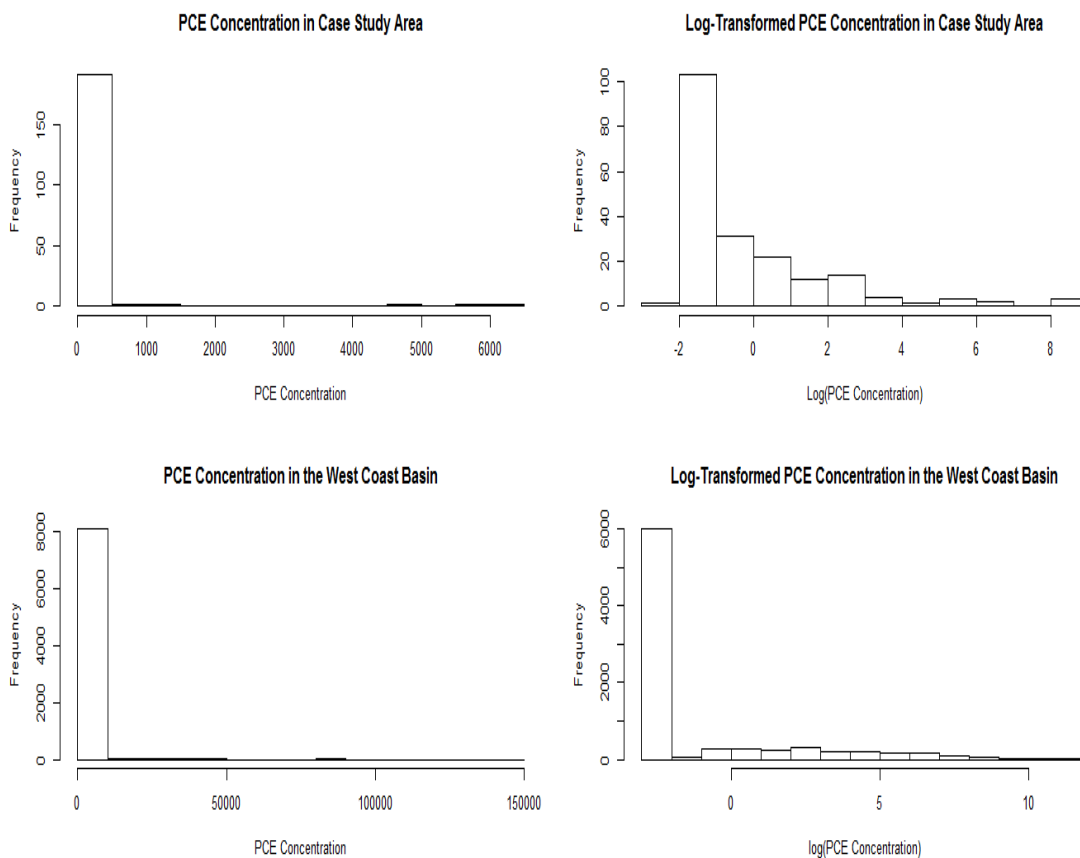 PCE Concentration in Case Study Area
Frequency
0 50 100 150
0 1000 2000 3000 4000 5000 6000
PCE Concentration
Log-Transformed PCE Concentration in Case Study Area
Frequency
0 20 40 60 80 100
-2 0 2 4 6 8
Log(PCE Concentration)
PCE Concentration in the West Coast Basin
Frequency
0 2000 4000 6000 8000
0 50000 100000 150000
PCE Concentration
Log-Transformed PCE Concentration in the West Coast Basin
Frequency
0 2000 4000 6000
0 5 10
log(PCE Concentration)